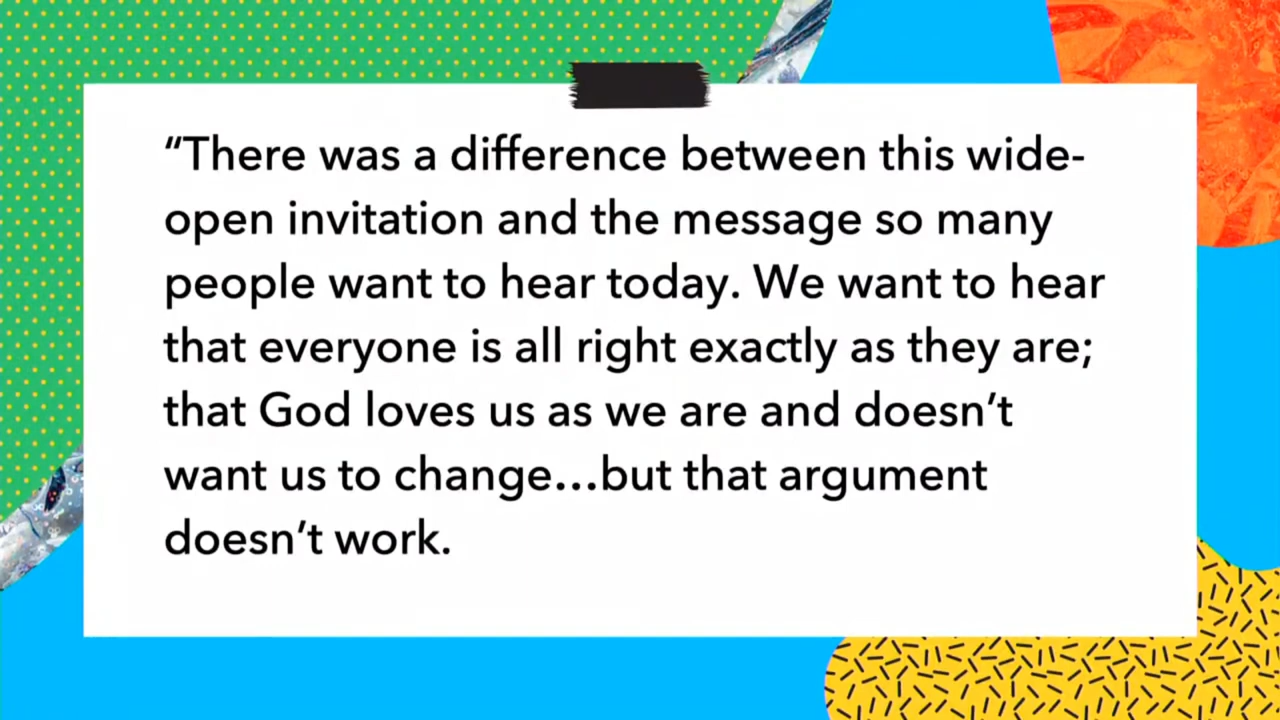 “There was a difference between this wide-
open invitation and the message so many
people want to hear today. We want to hear
that everyone is all right exactly as they are;
that God loves us as we are and doesn’t
want us to change…but that argument
doesn’t work.